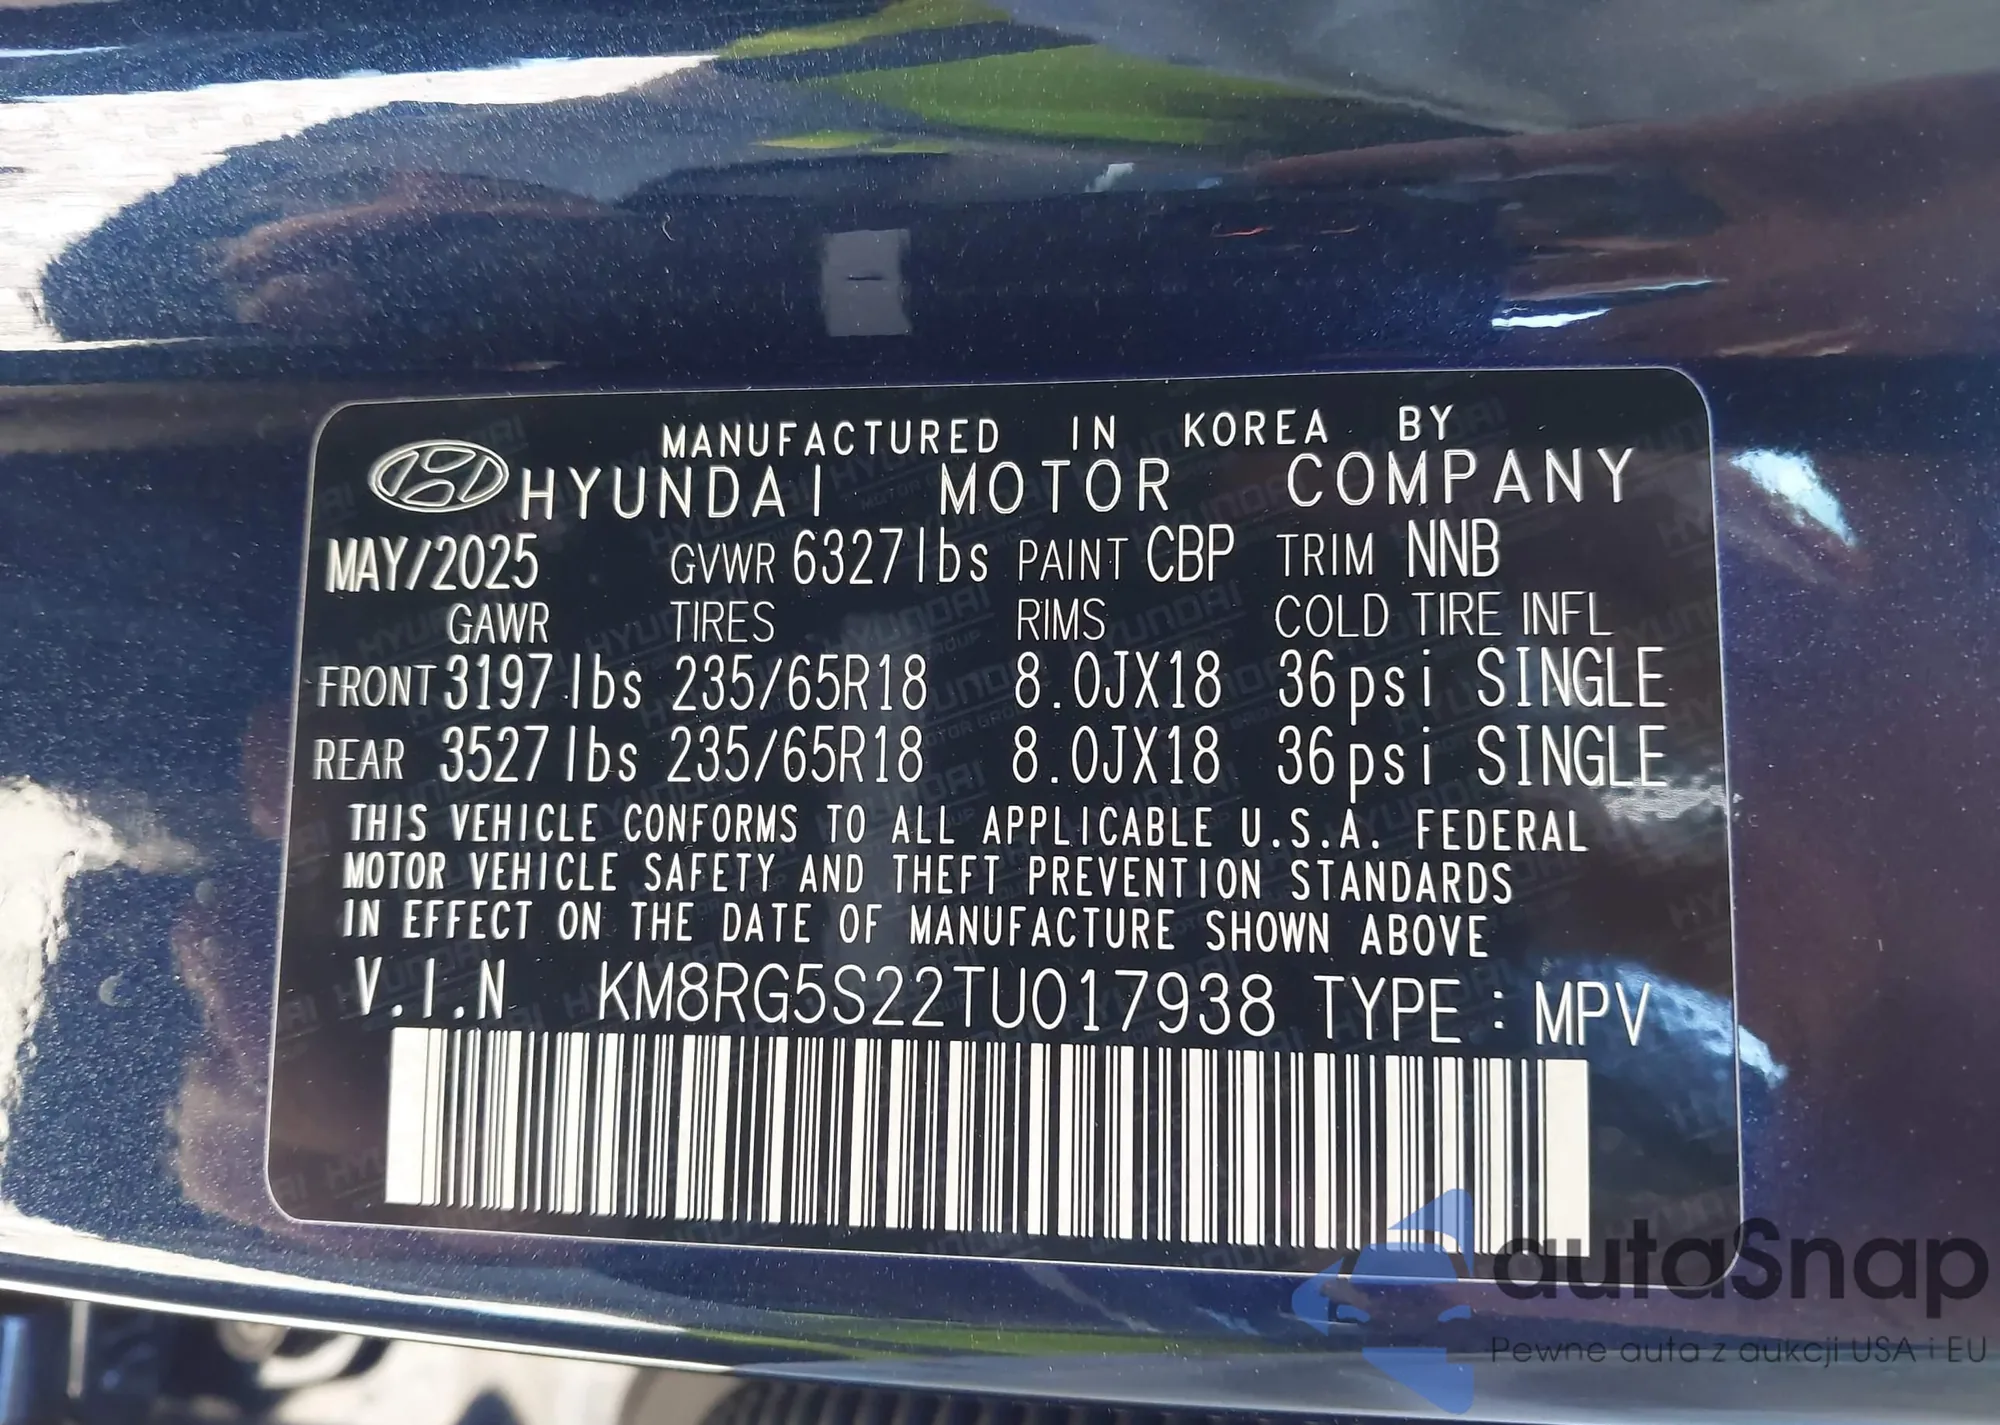 MANUFACTURED IN KOREA BY
HYUNDAI MOTOR COMPANY
MAY/2025 GVWR 6327lbs PAINT CBP TRIM NNB
GAWR TIRES RIMS COLD TIRE INFL
FRONT 3197lbs 235/65R18 8.0JX18 36psi SINGLE
REAR 3527lbs 235/65R18 8.0JX18 36psi SINGLE
THIS VEHICLE CONFORMS TO ALL APPLICABLE U.S.A. FEDERAL
MOTOR VEHICLE SAFETY AND THEFT PREVENTION STANDARDS
IN EFFECT ON THE DATE OF MANUFACTURE SHOWN ABOVE
V.I.N KM8RG5S22TU017938 TYPE : MPV
autaSnap
Pewne auta z aukcji USA i EU